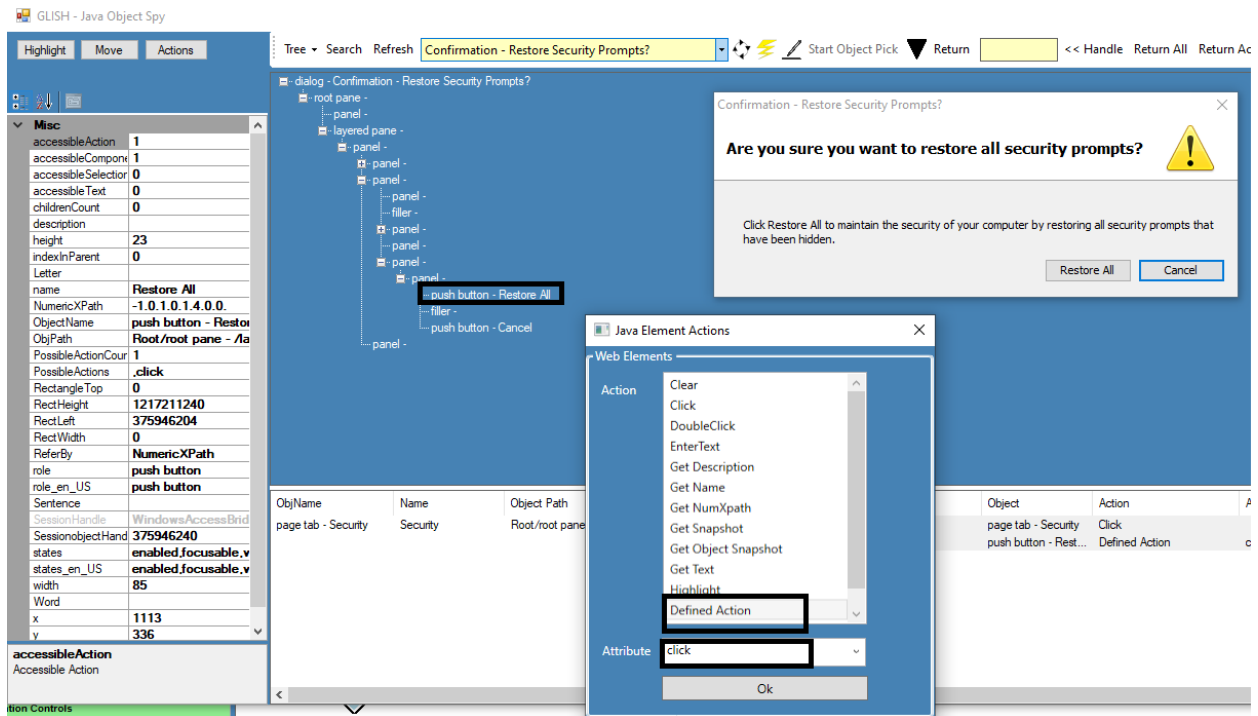 GLISH - Java Object Spy
Highlight Move Actions
Tree Search Refresh Confirmation - Restore Security Prompts? Start Object Pick Return << Handle Return All Return Ac
Misc
accessibleAction 1
accessibleCompone 1
accessibleSelection 0
accessibleText 0
childrenCount 0
description
height 23
indexInParent 0
Letter
name Restore All
NumericXPath -1.0.1.0.1.4.0.0.
ObjectName push button - Restor
ObjPath Root/root pane - /la
PossibleActionCour 1
PossibleActions ,click
RectangleTop 0
RectHeight 1217211240
RectLeft 375946204
RectWidth 0
ReferBy NumericXPath
role push button
role_en_US push button
Sentence
SessionHandle WindowsAccessBrid
SessionobjectHand 375946240
states enabled,focusable,v
states_en_US enabled,focusable,v
width 85
Word
x 1113
y 336
accessibleAction
Accessible Action
tion Controls
dialog - Confirmation - Restore Security Prompts?
root pane -
panel -
layered pane -
panel -
panel -
panel -
panel -
filler -
panel -
panel -
panel -
panel -
push button - Restore All
filler -
push button - Cancel
panel -
Confirmation - Restore Security Prompts?
Are you sure you want to restore all security prompts?
Click Restore All to maintain the security of your computer by restoring all security prompts that
have been hidden.
Restore All Cancel
Java Element Actions
Web Elements
Action
Clear
Click
DoubleClick
EnterText
Get Description
Get Name
Get NumXpath
Get Snapshot
Get Object Snapshot
Get Text
Highlight
Defined Action
Attribute click
Ok
ObjName Name Object Path Object Action A
page tab - Security Security Root/root pane page tab - Security Click
push button - Rest... Defined Action c